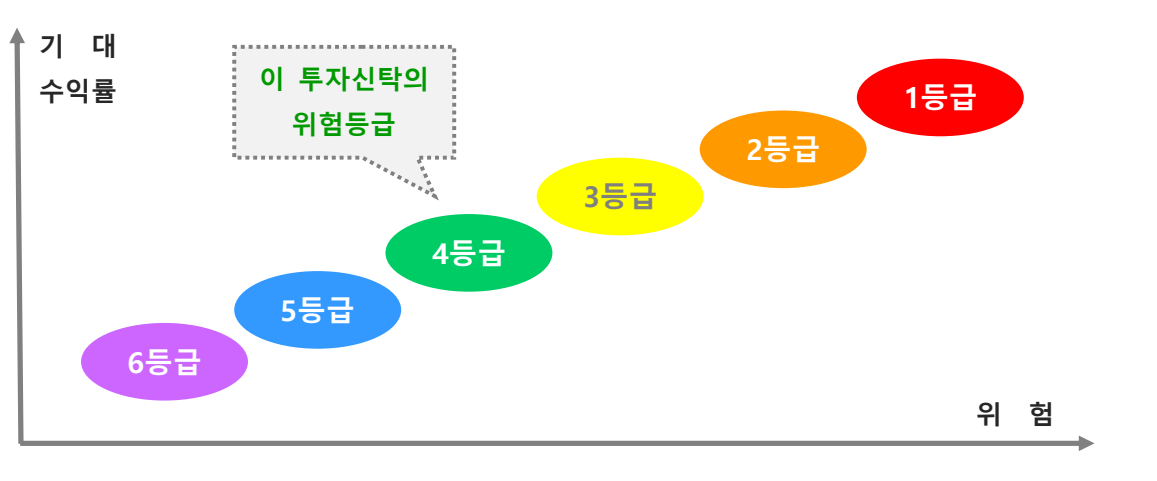 기 대
수익률
이 투자신탁의
위험등급
1등급
2등급
3등급
4등급
5등급
6등급
위 험